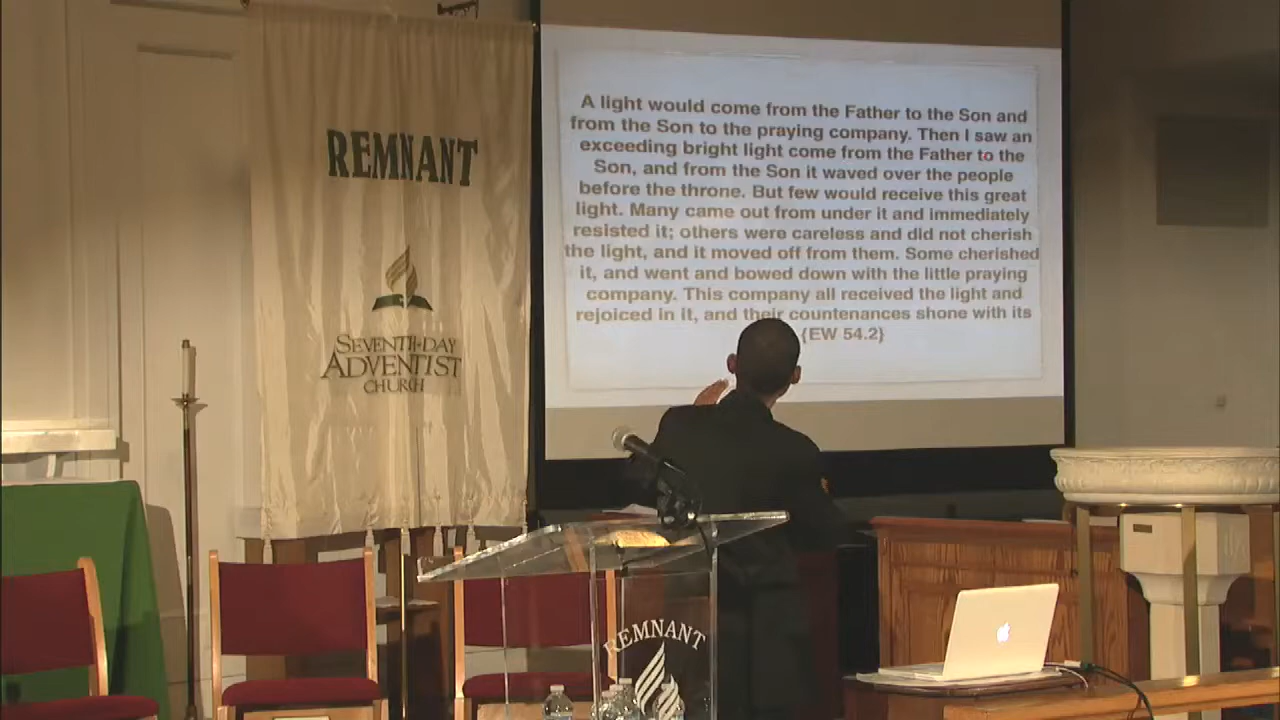 REMNANT
SEVENTH-DAY
ADVENTIST
CHURCH
A light would come from the Father to the Son and
from the Son to the praying company. Then I saw an
exceeding bright light come from the Father to the
Son, and from the Son it waved over the people
before the throne. But few would receive this great
light. Many came out from under it and immediately
resisted it; others were careless and did not cherish
the light, and it moved off from them. Some cherished
it, and went and bowed down with the little praying
company. This company all received the light and
rejoiced in it, and their countenances shone with its
{EW 54.2}
REMNANT